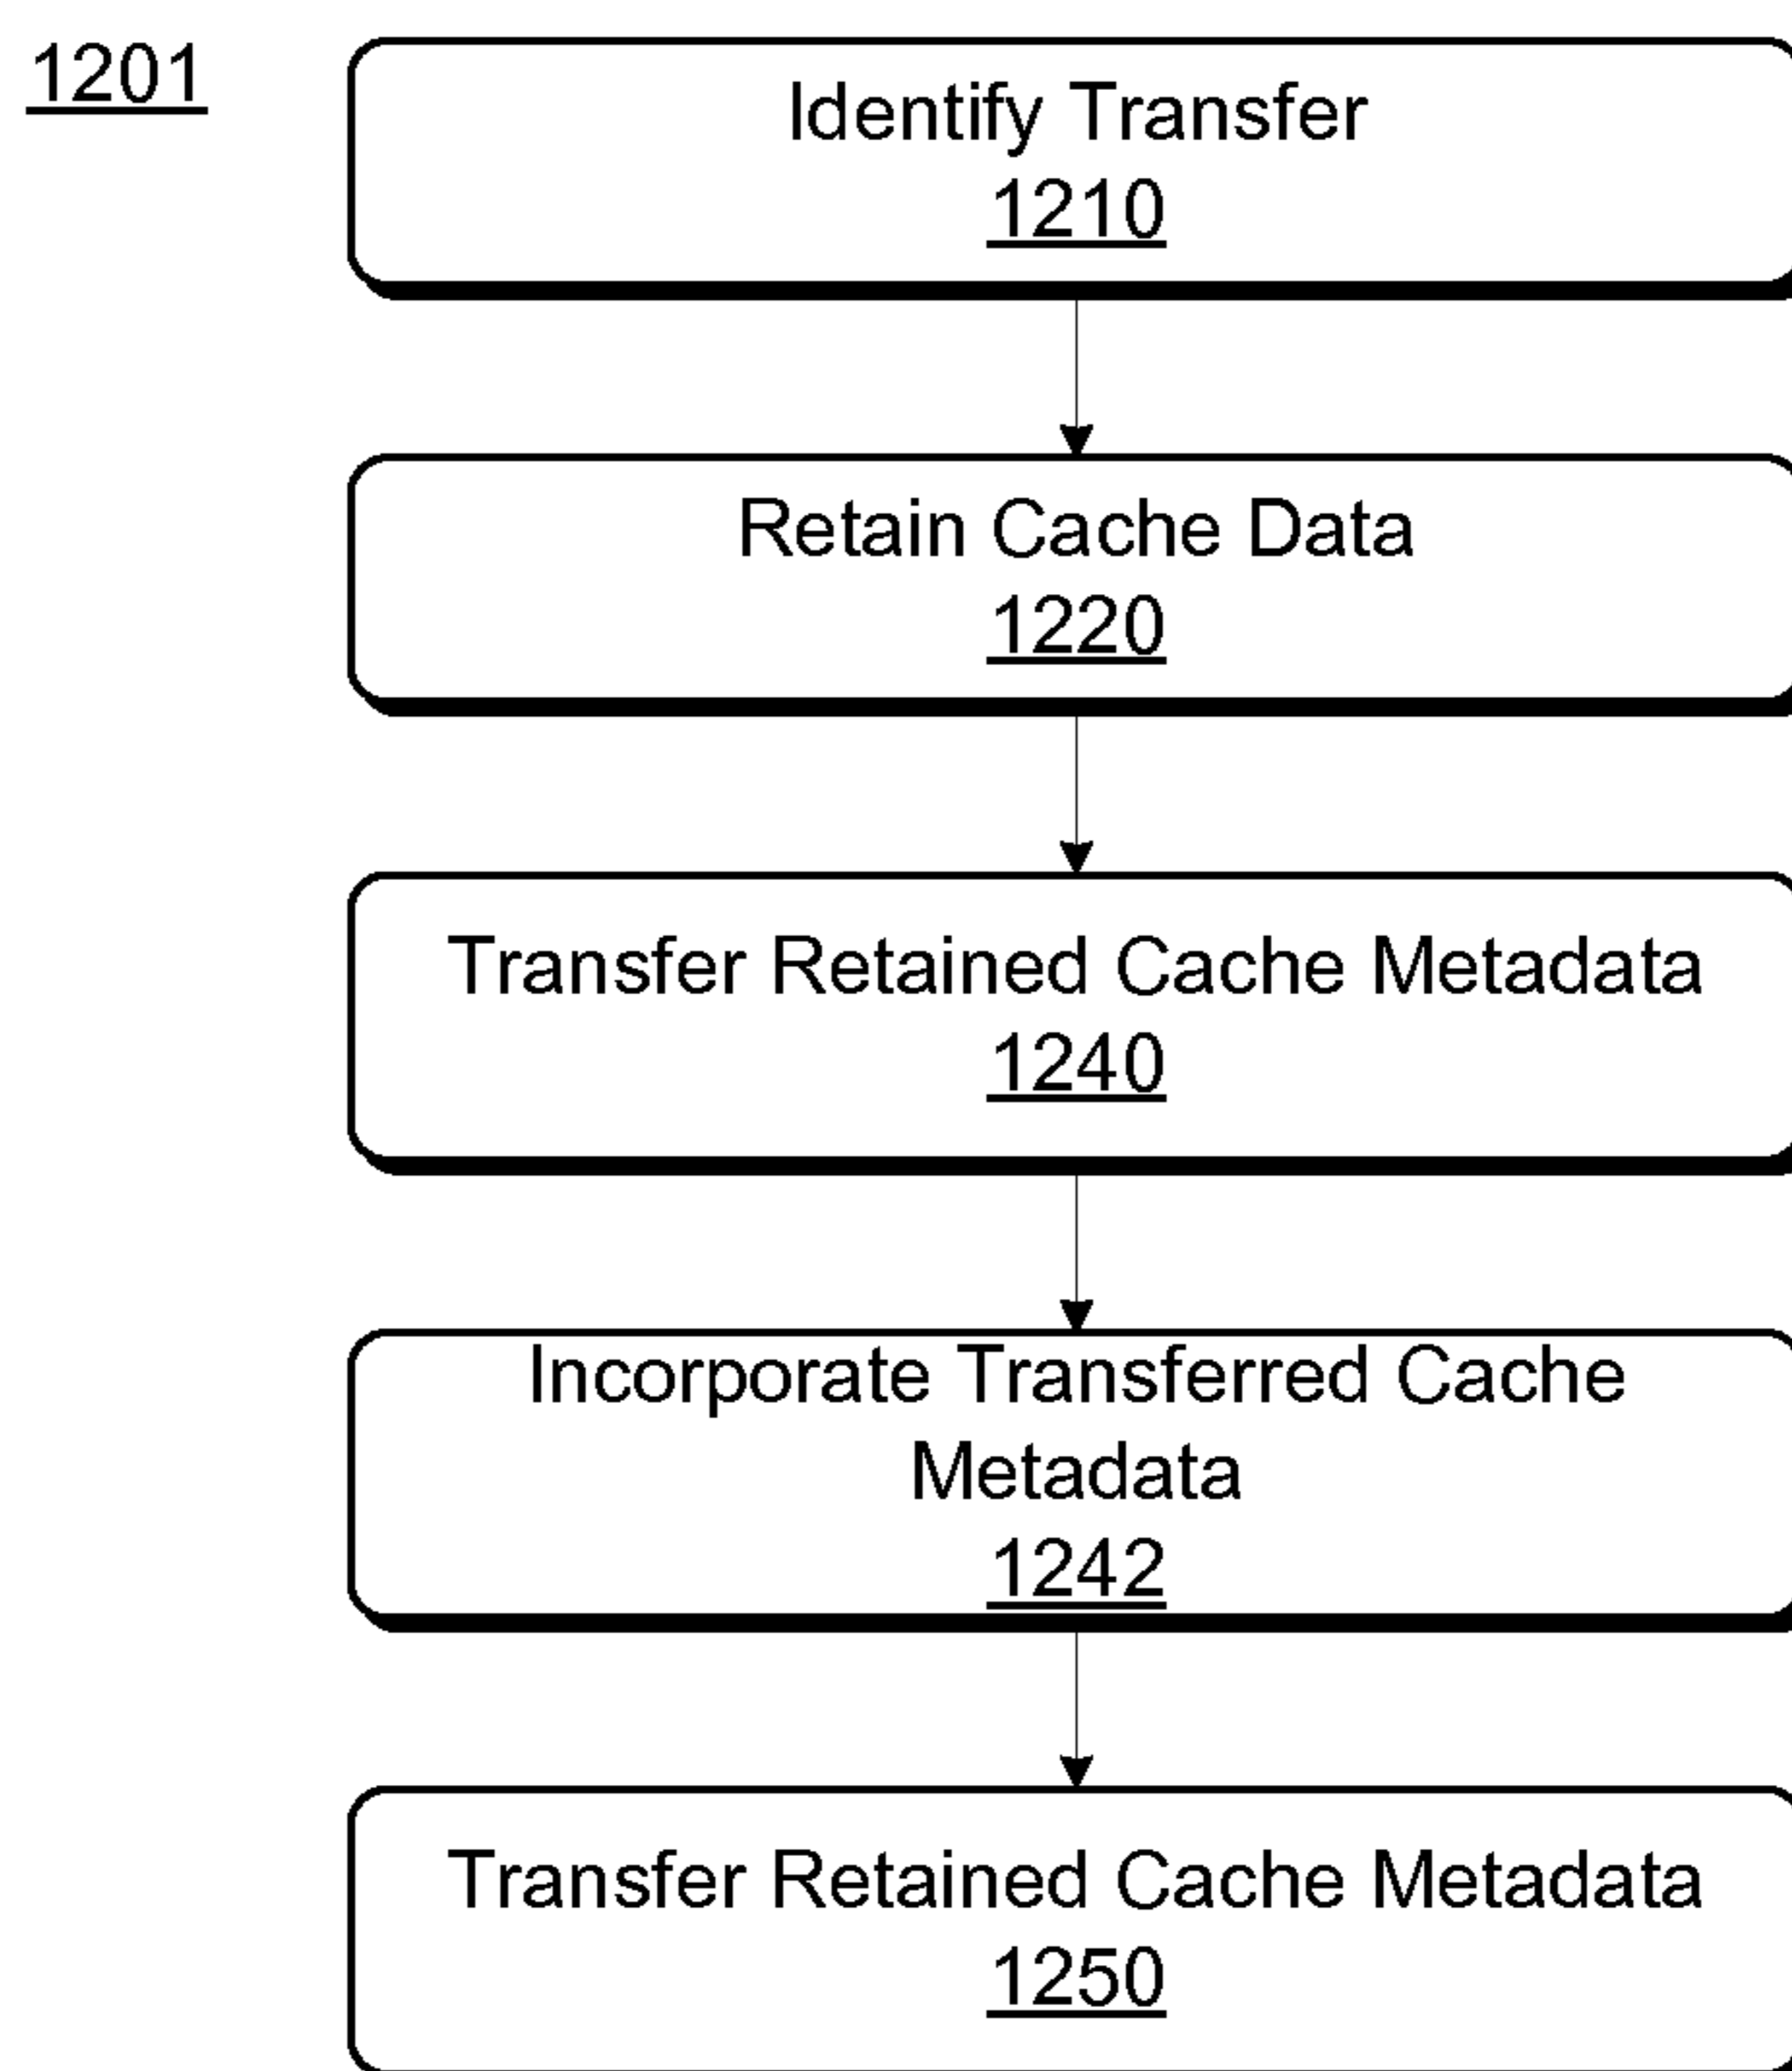 1201
Identify Transfer
1210
Retain Cache Data
1220
Transfer Retained Cache Metadata
1240
Incorporate Transferred Cache
Metadata
1242
Transfer Retained Cache Metadata
1250